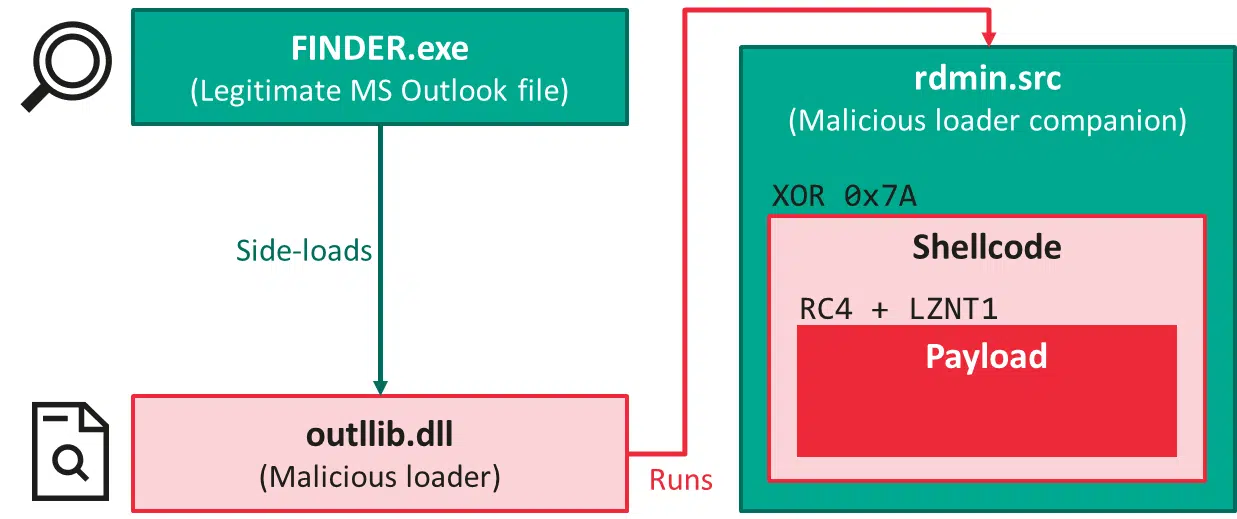 FINDER.exe
(Legitimate MS Outlook file)
Side-loads
outllib.dll
(Malicious loader)
Runs
rdmin.src
(Malicious loader companion)
XOR 0x7A
Shellcode
RC4 + LZNT1
Payload